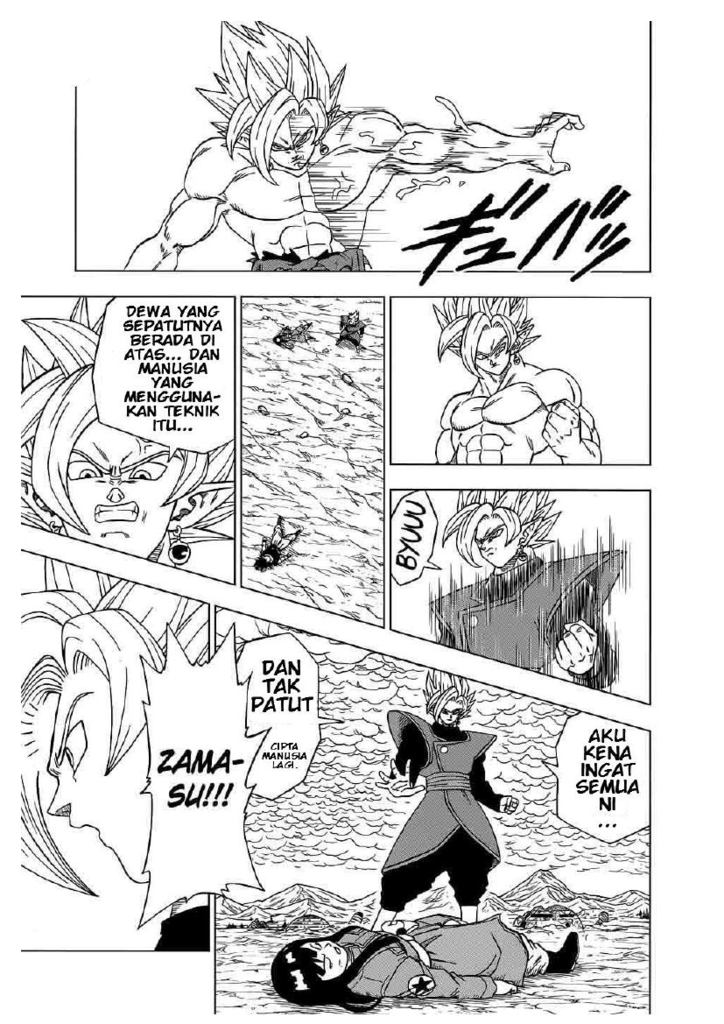 ギュバッ
DEWA YANG
SEPATUTNYA
BERADA DI
ATAS... DAN
MANUSIA
YANG
MENGGUNA-
KAN TEKNIK
ITU...
BYUUU
ZAMA-
SU!!!
DAN
TAK
PATUT
CIPTA
MANUSIA
LAGI.
AKU
KENA
INGAT
SEMUA
NI
...